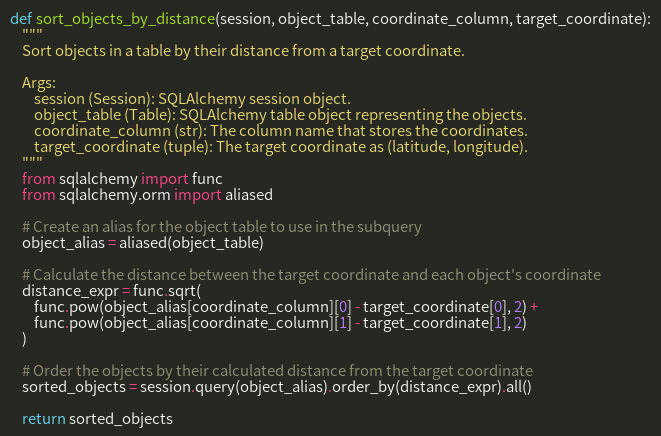 def sort_objects_by_distance(session, object_table, coordinate_column, target_coordinate):
    """
    Sort objects in a table by their distance from a target coordinate.

    Args:
        session (Session): SQLAlchemy session object.
        object_table (Table): SQLAlchemy table object representing the objects.
        coordinate_column (str): The column name that stores the coordinates.
        target_coordinate (tuple): The target coordinate as (latitude, longitude).
    """
    from sqlalchemy import func
    from sqlalchemy.orm import aliased

    # Create an alias for the object table to use in the subquery
    object_alias = aliased(object_table)

    # Calculate the distance between the target coordinate and each object's coordinate
    distance_expr = func.sqrt(
        func.pow(object_alias[coordinate_column][0] - target_coordinate[0], 2) +
        func.pow(object_alias[coordinate_column][1] - target_coordinate[1], 2)
    )

    # Order the objects by their calculated distance from the target coordinate
    sorted_objects = session.query(object_alias).order_by(distance_expr).all()

    return sorted_objects